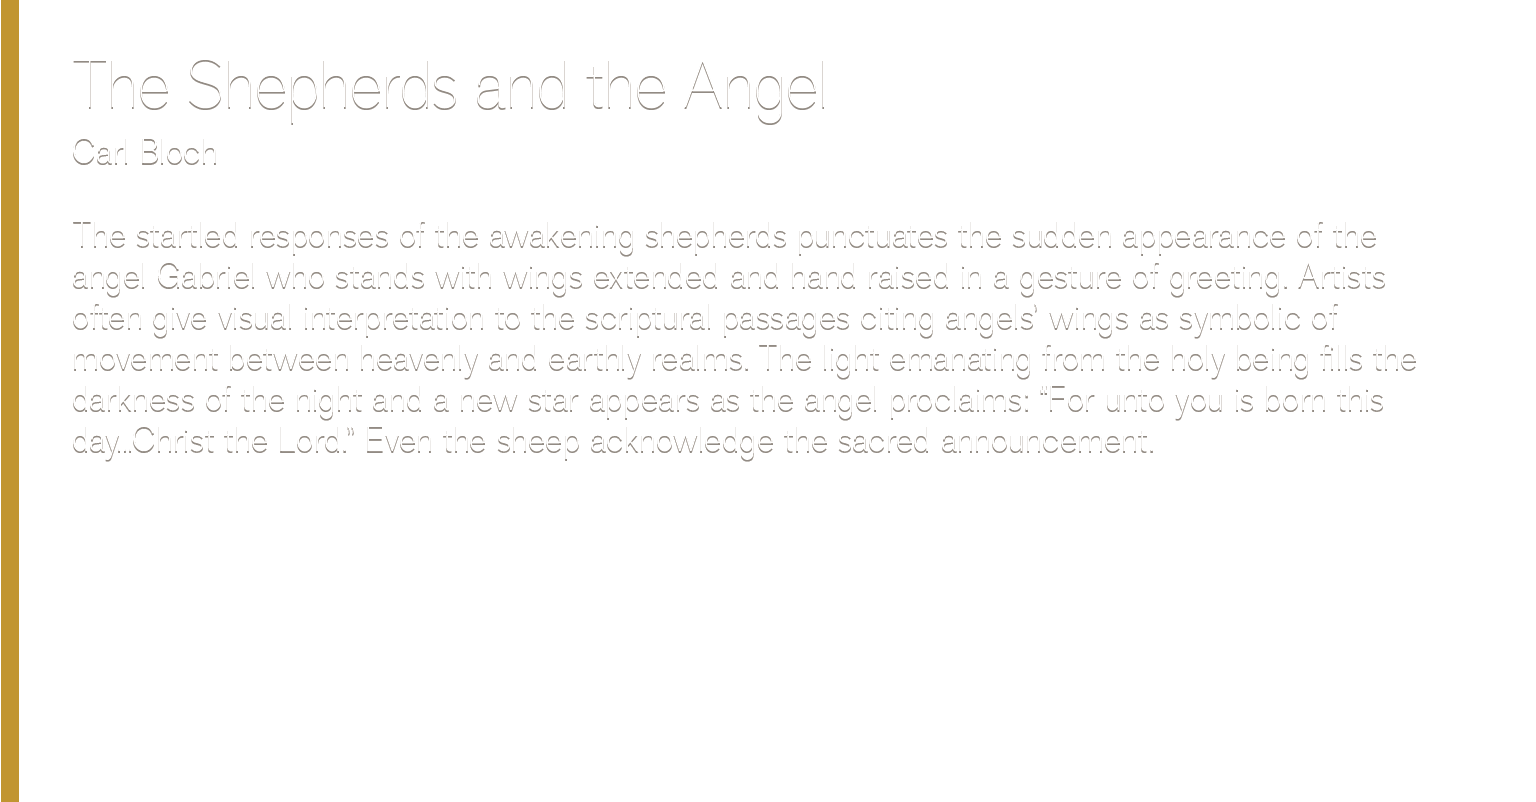 The Shepherds and the Angel
Carl Bloch
The startled responses of the awakening shepherds punctuates the sudden appearance of the
angel Gabriel who stands with wings extended and hand raised in a gesture of greeting. Artists
often give visual interpretation to the scriptural passages citing angels’ wings as symbolic of
movement between heavenly and earthly realms. The light emanating from the holy being fills the
darkness of the night and a new star appears as the angel proclaims: “For unto you is born this
day...Christ the Lord.” Even the sheep acknowledge the sacred announcement.